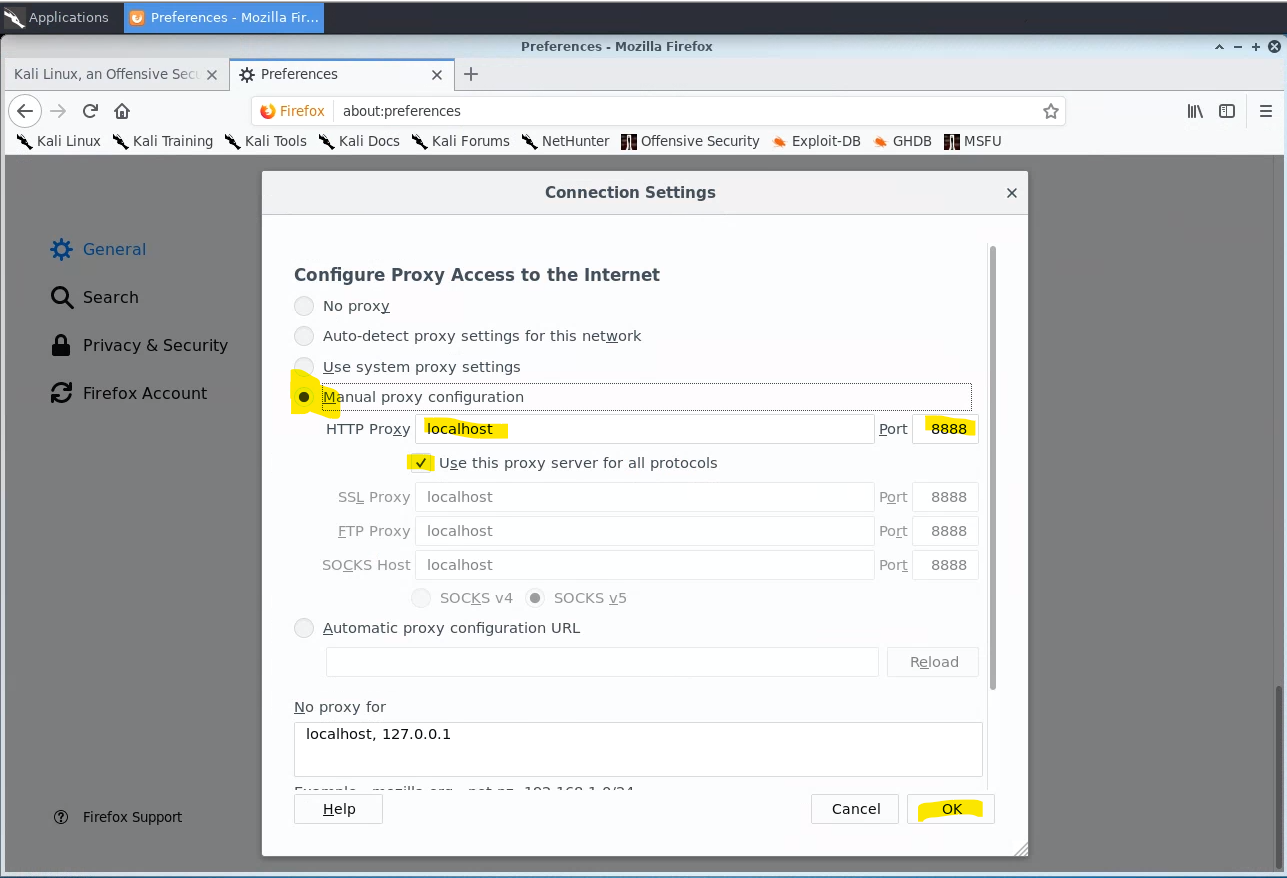 Applications
Preferences - Mozilla Fir...
Preferences - Mozilla Firefox
Kali Linux, an Offensive Secu
Preferences
Firefox about:preferences
Kali Linux Kali Training Kali Tools Kali Docs Kali Forums NetHunter Offensive Security Exploit-DB GHDB MSFU
Connection Settings
General
Search
Privacy & Security
Firefox Account
Firefox Support
Configure Proxy Access to the Internet
No proxy
Auto-detect proxy settings for this network
Use system proxy settings
Manual proxy configuration
HTTP Proxy localhost Port 8888
Use this proxy server for all protocols
SSL Proxy localhost Port 8888
FTP Proxy localhost Port 8888
SOCKS Host localhost Port 8888
SOCKS v4 SOCKS v5
Automatic proxy configuration URL
Reload
No proxy for
localhost, 127.0.0.1
Help Cancel OK